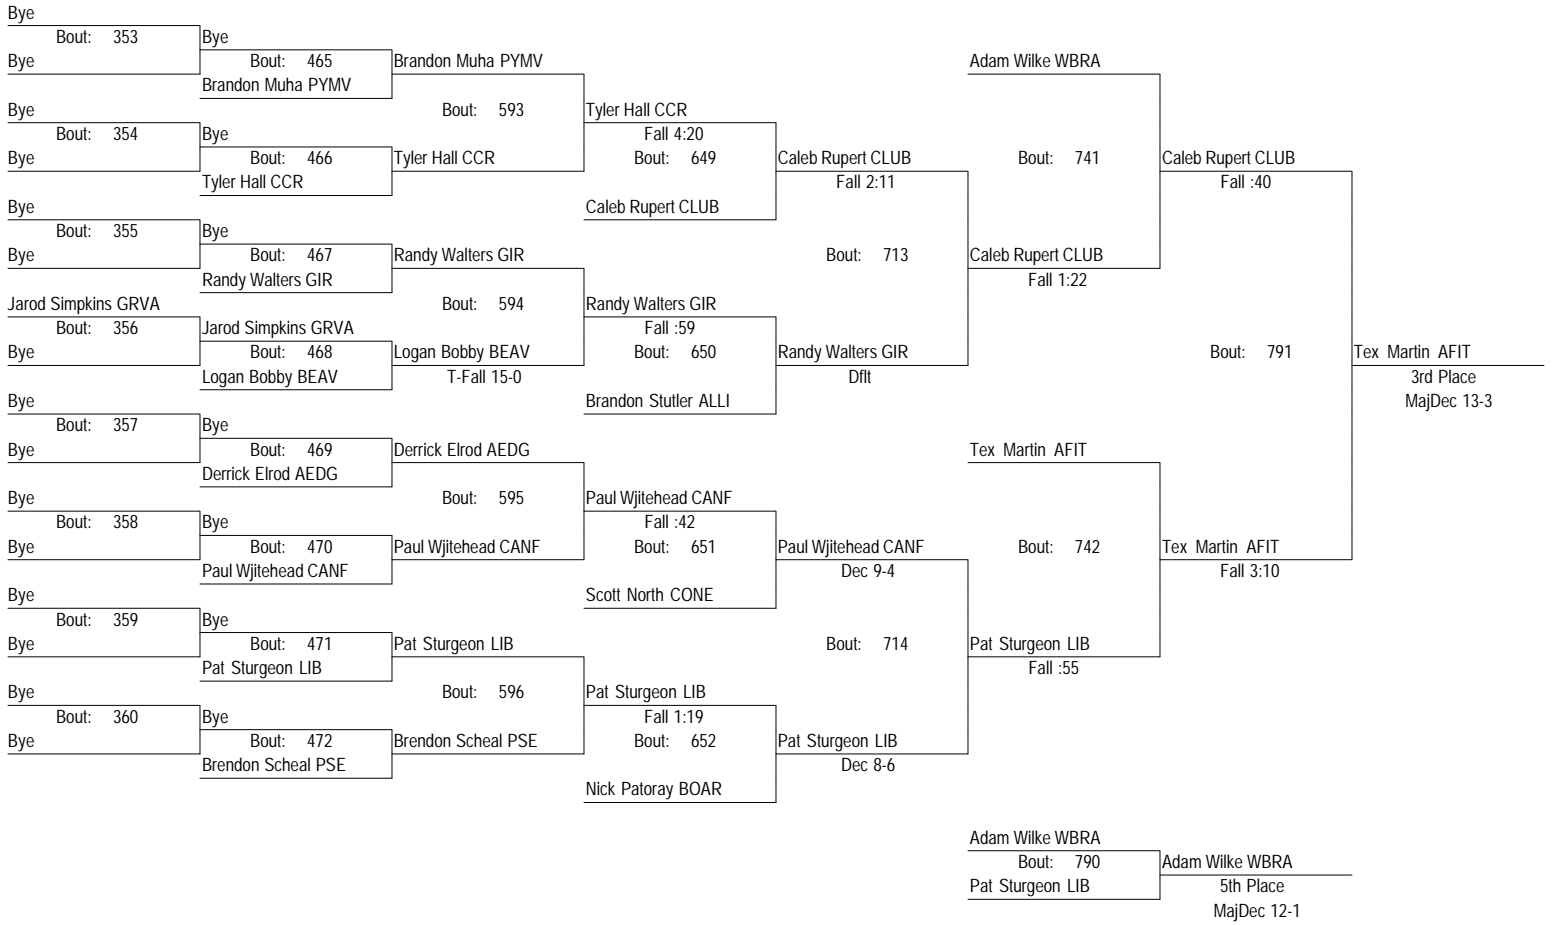 Bye
Bout: 353 Bye
Bye Bout: 465 Brandon Muha PYMV Adam Wilke WBRA
Brandon Muha PYMV
Bye Bout: 593 Tyler Hall CCR
Bout: 354 Bye Fall 4:20
Bye Bout: 466 Tyler Hall CCR Bout: 649 Caleb Rupert CLUB Bout: 741 Caleb Rupert CLUB
Tyler Hall CCR Fall 2:11 Fall :40
Bye Caleb Rupert CLUB
Bout: 355 Bye
Bye Bout: 467 Randy Walters GIR Bout: 713 Caleb Rupert CLUB
Randy Walters GIR Fall 1:22
Jarod Simpkins GRVA Bout: 594 Randy Walters GIR
Bout: 356 Jarod Simpkins GRVA Fall :59
Bye Bout: 468 Logan Bobby BEAV Bout: 650 Randy Walters GIR Bout: 791 Tex Martin AFIT
Logan Bobby BEAV T-Fall 15-0 Dflt 3rd Place
Bye Brandon Stutler ALLI MajDec 13-3
Bout: 357 Bye
Bye Bout: 469 Derrick Elrod AEDG Tex Martin AFIT
Derrick Elrod AEDG
Bye Bout: 595 Paul Wjitehead CANF
Bout: 358 Bye Fall :42
Bye Bout: 470 Paul Wjitehead CANF Bout: 651 Paul Wjitehead CANF Bout: 742 Tex Martin AFIT
Paul Wjitehead CANF Dec 9-4 Fall 3:10
Bye Scott North CONE
Bout: 359 Bye
Bye Bout: 471 Pat Sturgeon LIB Bout: 714 Pat Sturgeon LIB
Pat Sturgeon LIB Fall :55
Bye Bout: 596 Pat Sturgeon LIB
Bout: 360 Bye Fall 1:19
Bye Bout: 472 Brendon Scheal PSE Bout: 652 Pat Sturgeon LIB
Brendon Scheal PSE Dec 8-6
Nick Patoray BOAR
Adam Wilke WBRA
Bout: 790 Adam Wilke WBRA
Pat Sturgeon LIB 5th Place
MajDec 12-1